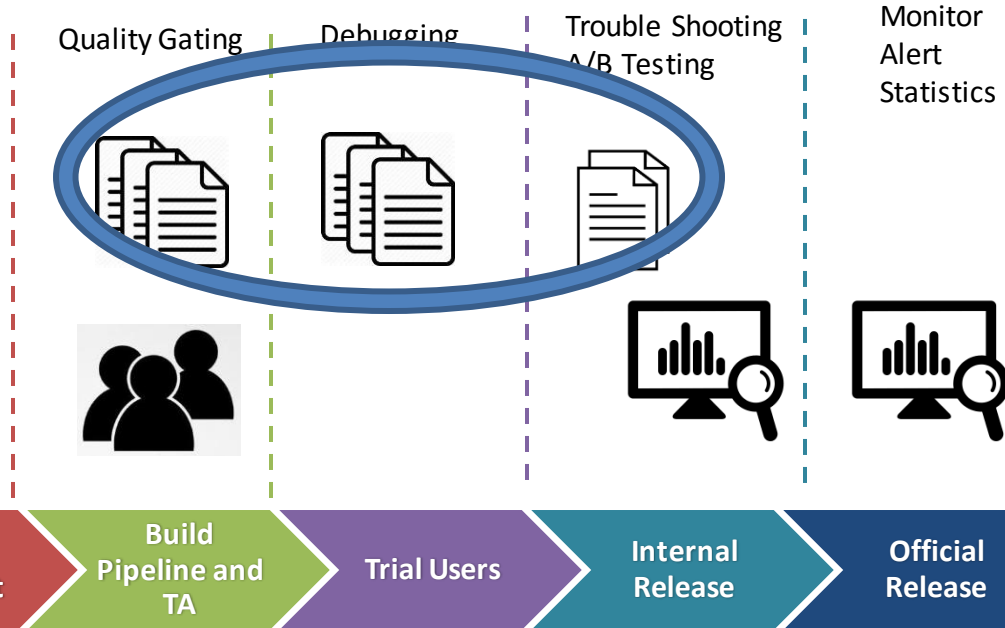 Quality Gating
Debugging
Trouble Shooting
A/B Testing
Monitor
Alert
Statistics
Build
Pipeline and
TA
Trial Users
Internal
Release
Official
Release